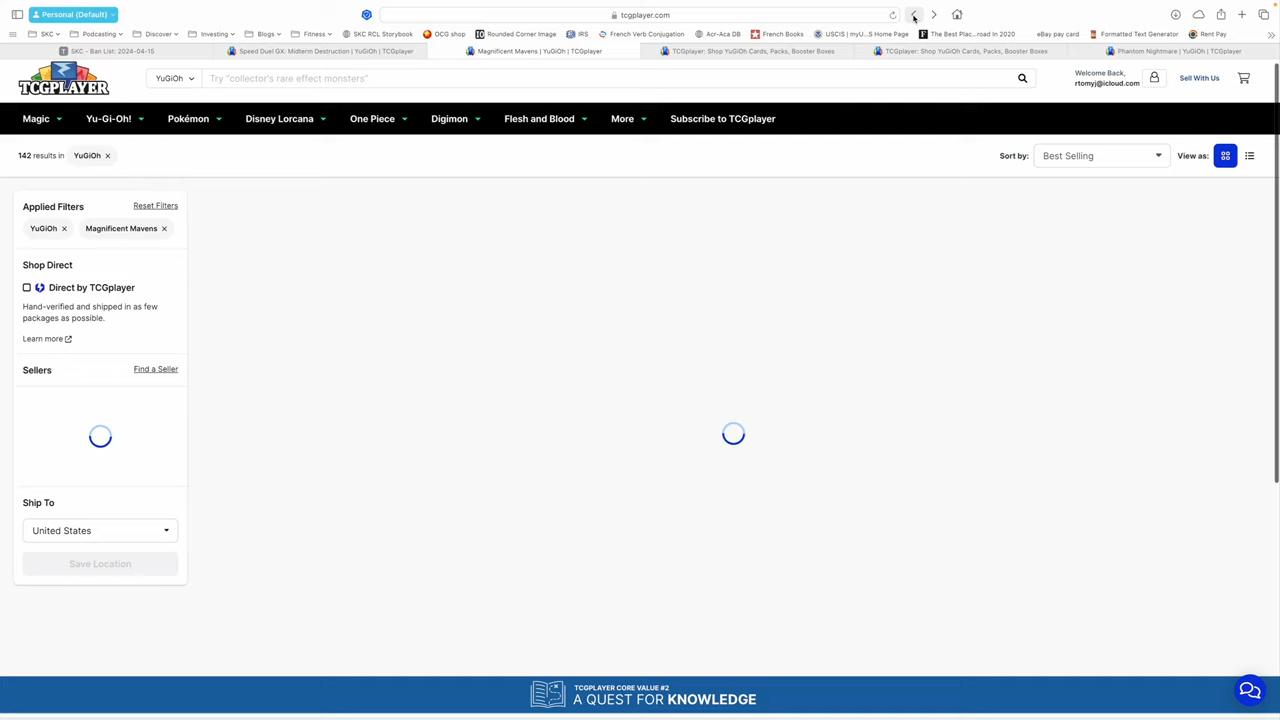 Personal (Default)
tcgplayer.com
SKC
Podcasting
Discover
Investing
Blogs
Fitness
SKC RCL Storybook
OCG shop
Rounded Corner Image
IRS
French Verb Conjugation
Acr-Aca DB
French Books
USCIS | myU...S Home Page
The Best Plac...road In 2020
eBay pay card
Formatted Text Generator
Rent Pay
SKC - Ban List: 2024-04-15
Speed Duel GX: Midterm Destruction | YuGiOh | TCGplayer
Magnificent Mavens | YuGiOh | TCGplayer
TCGplayer: Shop YuGiOh Cards, Packs, Booster Boxes
TCGplayer: Shop YuGiOh Cards, Packs, Booster Boxes
Phantom Nightmare | YuGiOh | TCGplayer
TCGPLAYER
YuGiOh
Try "collector's rare effect monsters"
Welcome Back,
rtomyj@icloud.com
Sell With Us
Magic
Yu-Gi-Oh!
Pokémon
Disney Lorcana
One Piece
Digimon
Flesh and Blood
More
Subscribe to TCGplayer
142 results in YuGiOh
Sort by:
Best Selling
View as:
Applied Filters
Reset Filters
YuGiOh
Magnificent Mavens
Shop Direct
Direct by TCGplayer
Hand-verified and shipped in as few
packages as possible.
Learn more
Sellers
Find a Seller
Ship To
United States
Save Location
TCGPLAYER CORE VALUE #2
A QUEST FOR KNOWLEDGE